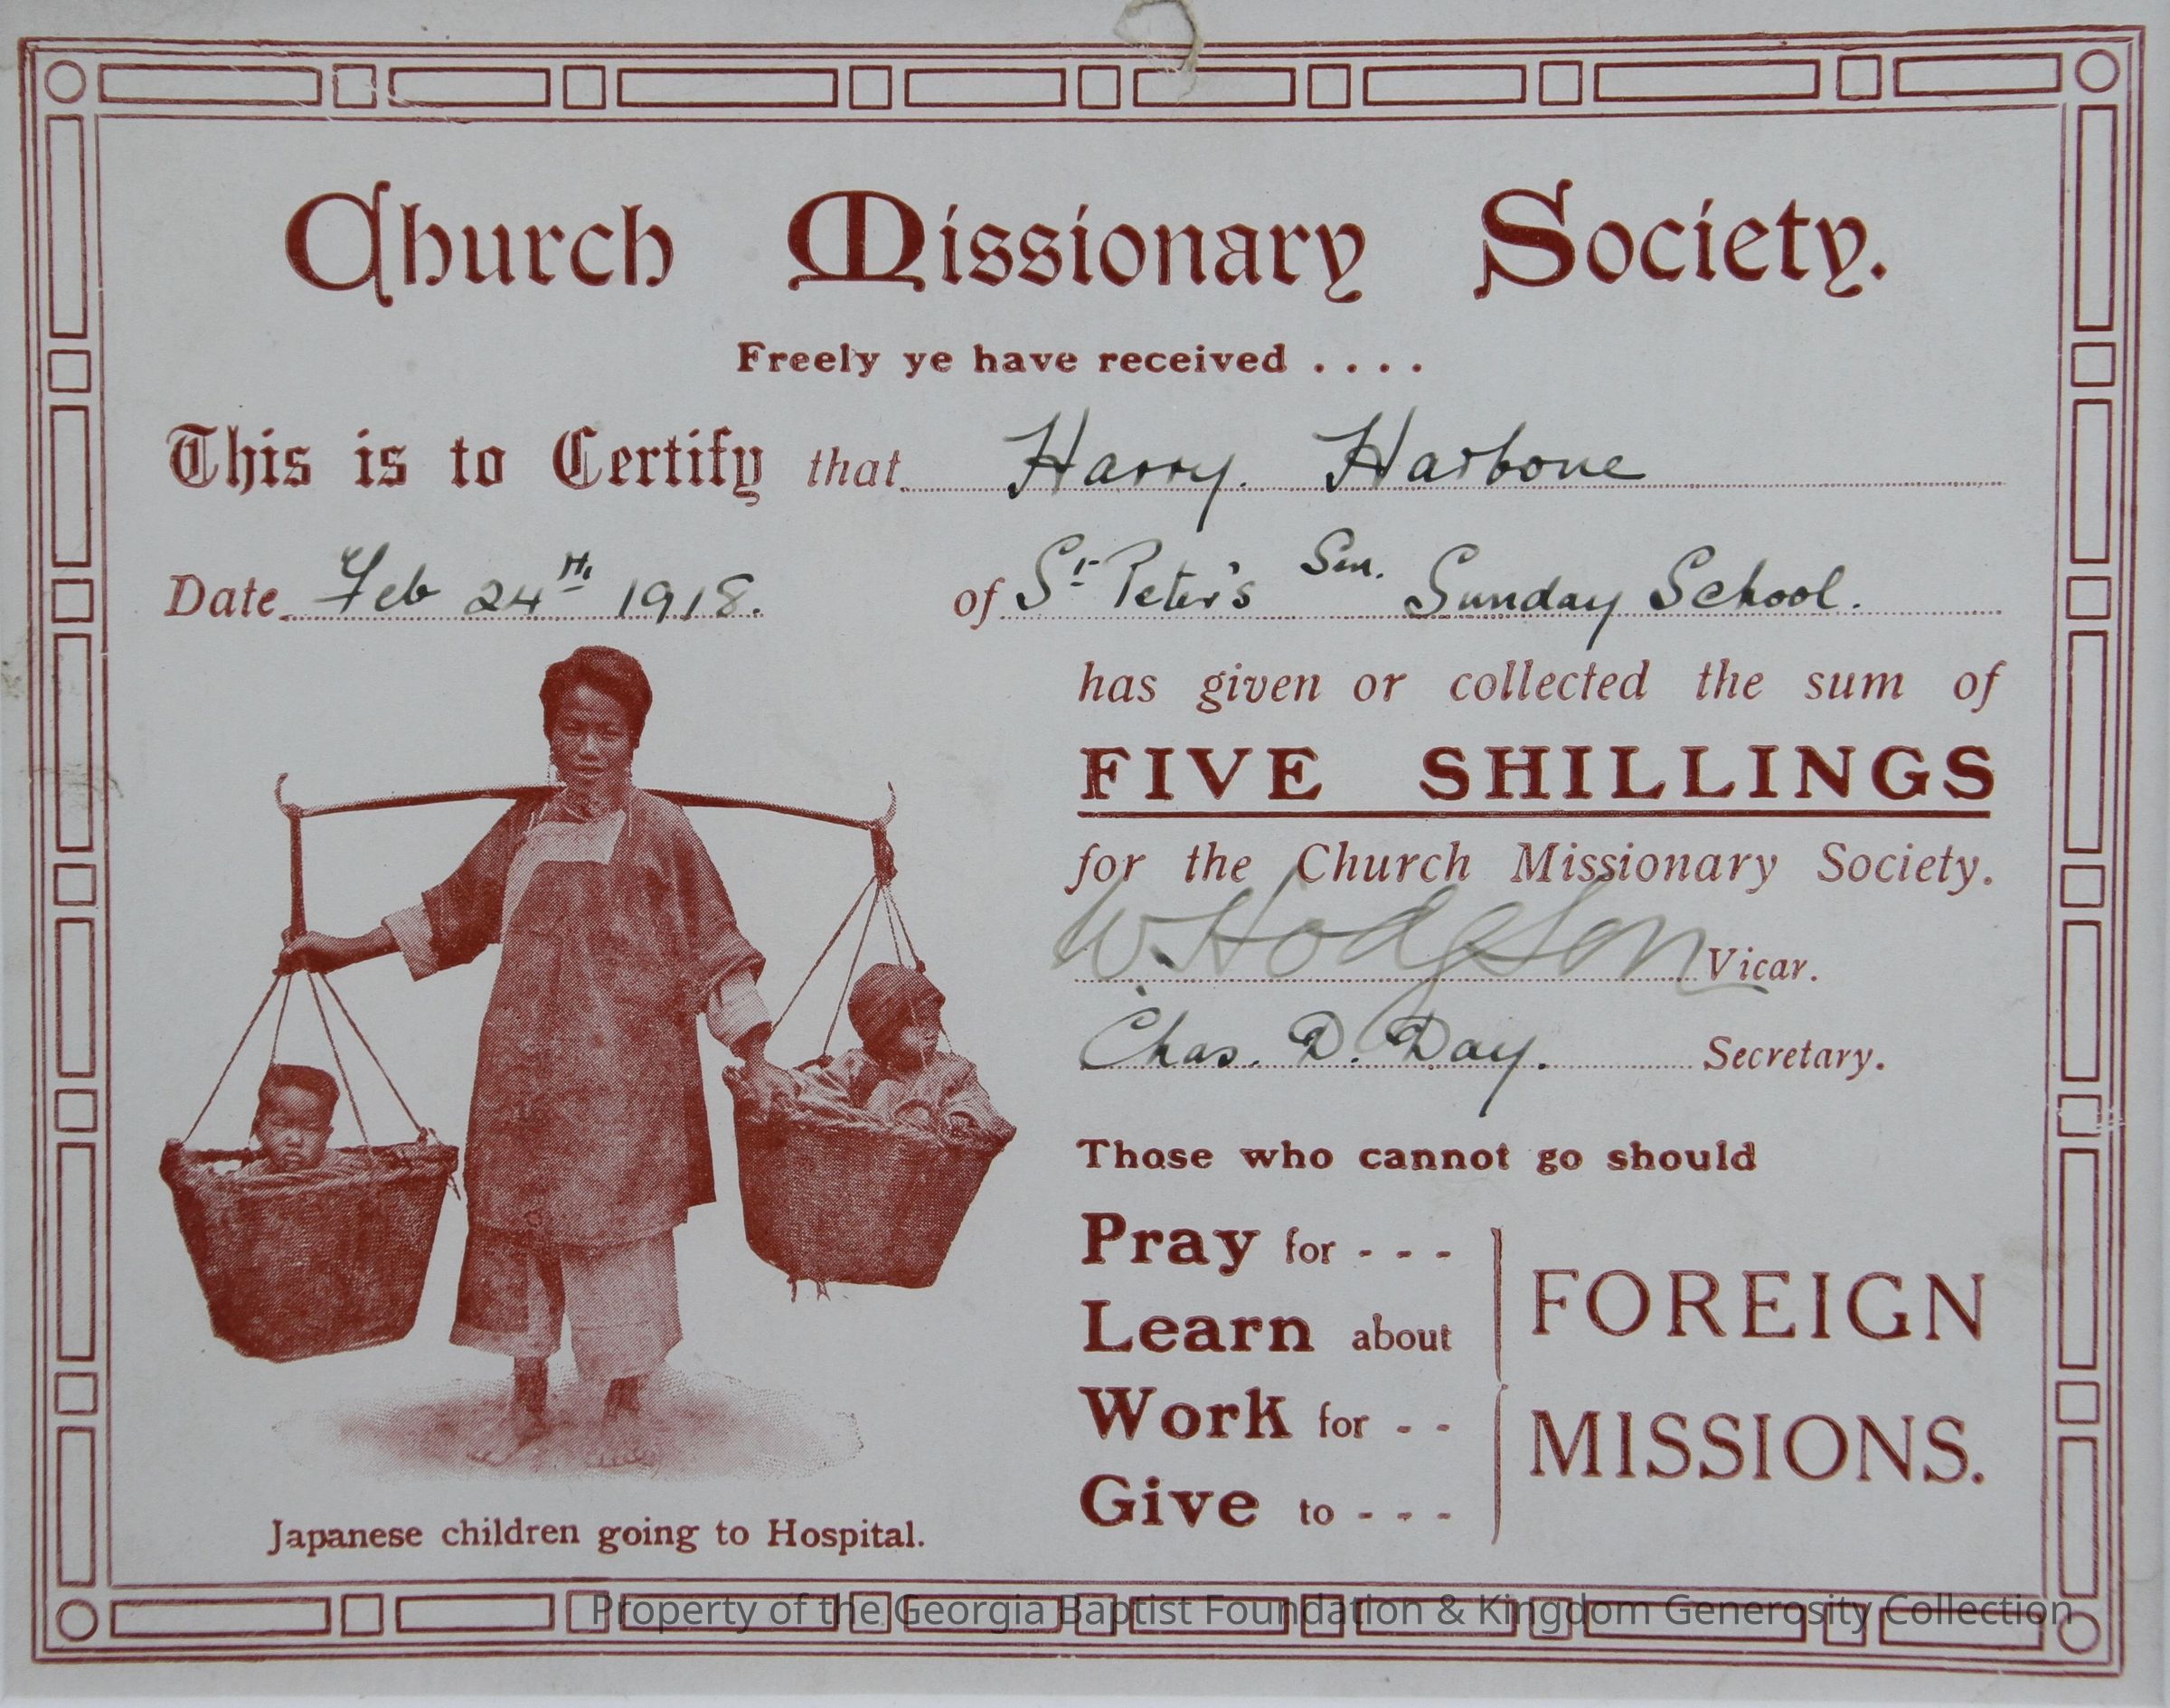 Church Missionary Society.
Freely ye have received . . . .
This is to Certify that Harry. Harbone
Date Feb 24TH 1918. of St Peter's Sen. Sunday School.
has given or collected the sum of
FIVE SHILLINGS
for the Church Missionary Society.
W. Hodgson Vicar.
Chas. D. Day. Secretary.
Those who cannot go should
Pray for - - -
Learn about
Work for - -
Give to - - -
FOREIGN
MISSIONS.
Japanese children going to Hospital.
Property of the Georgia Baptist Foundation & Kingdom Generosity Collection